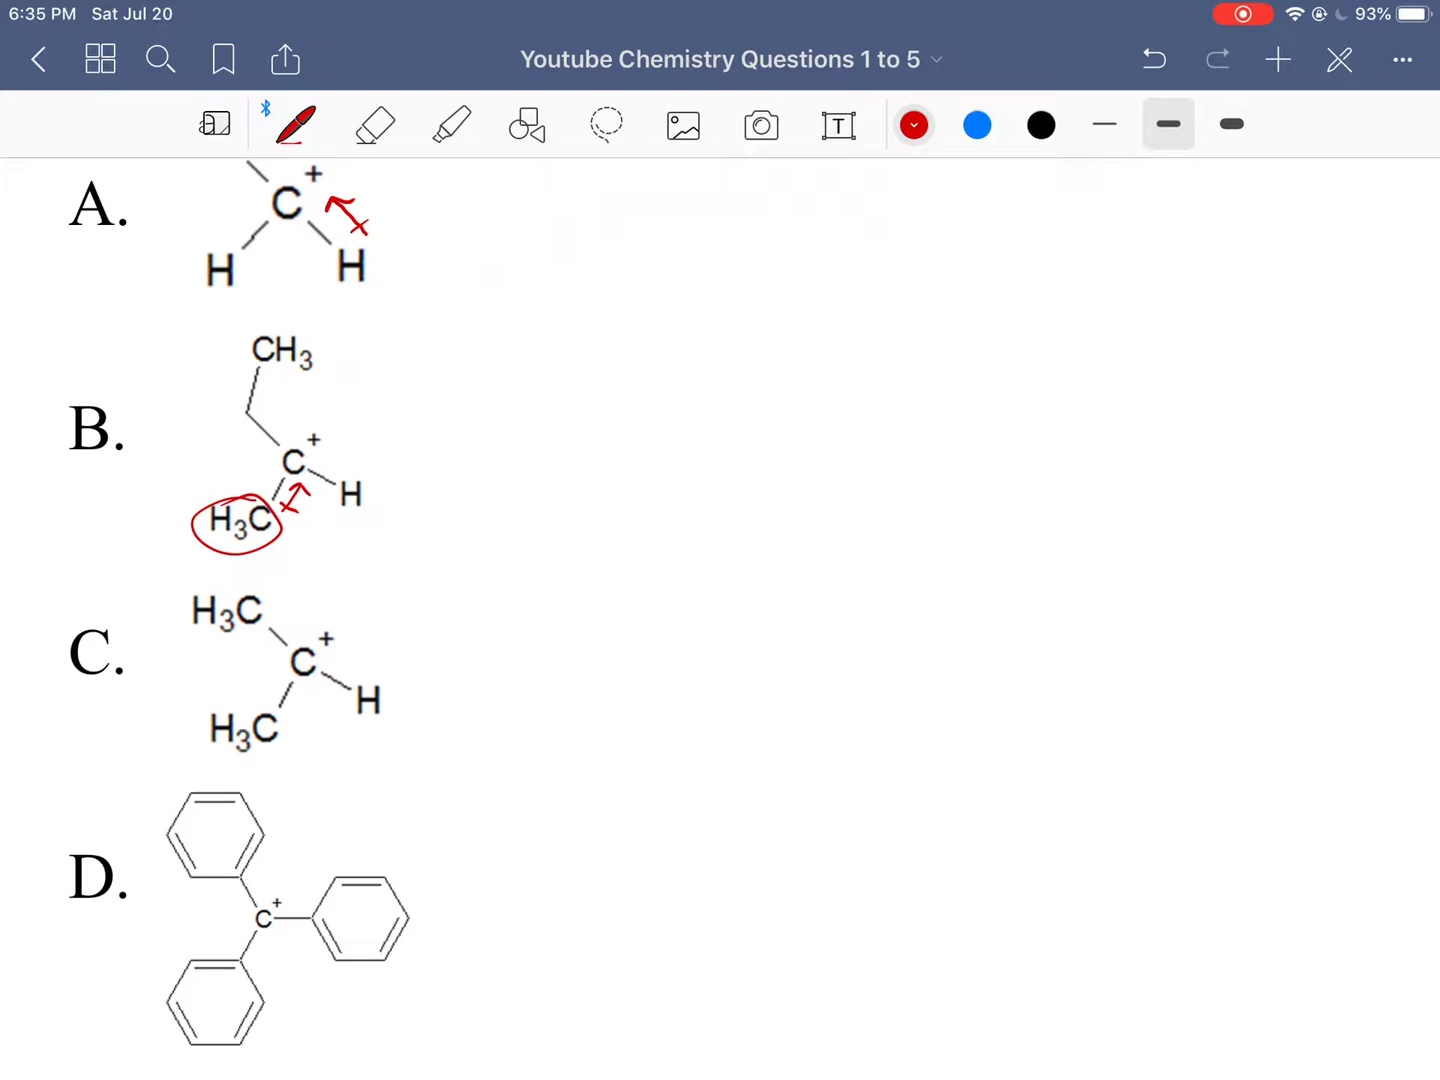 6:35 PM Sat Jul 20
93%
Youtube Chemistry Questions 1 to 5
a
T
A.
C+
H H
B.
CH3
C+
H
H3C
C.
H3C
C+
H
H3C
D.
C+